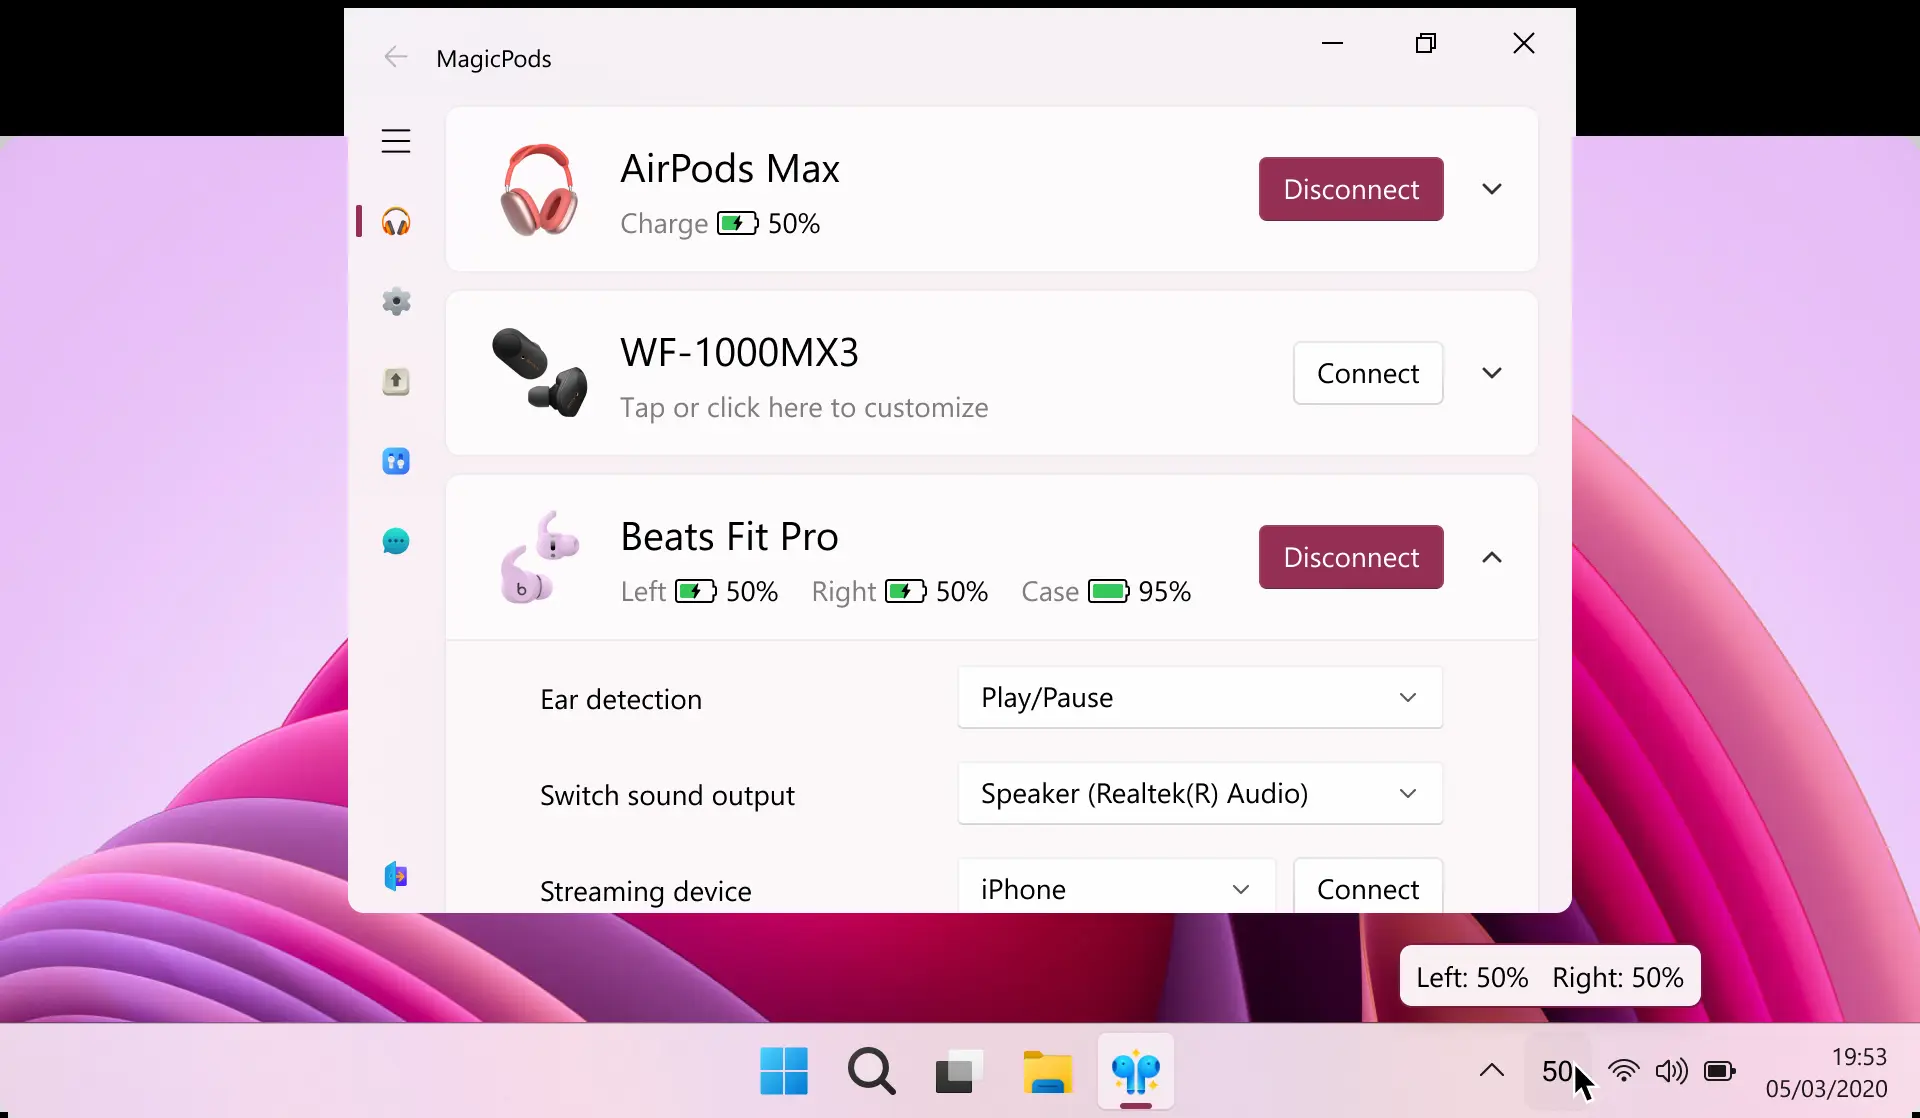 MagicPods
AirPods Max
Disconnect
Charge 50%
WF-1000MX3
Connect
Tap or click here to customize
Beats Fit Pro
Disconnect
Left 50% Right 50% Case 95%
Ear detection
Play/Pause
Switch sound output
Speaker (Realtek(R) Audio)
Streaming device
iPhone
Connect
Left: 50% Right: 50%
50
19:53
05/03/2020